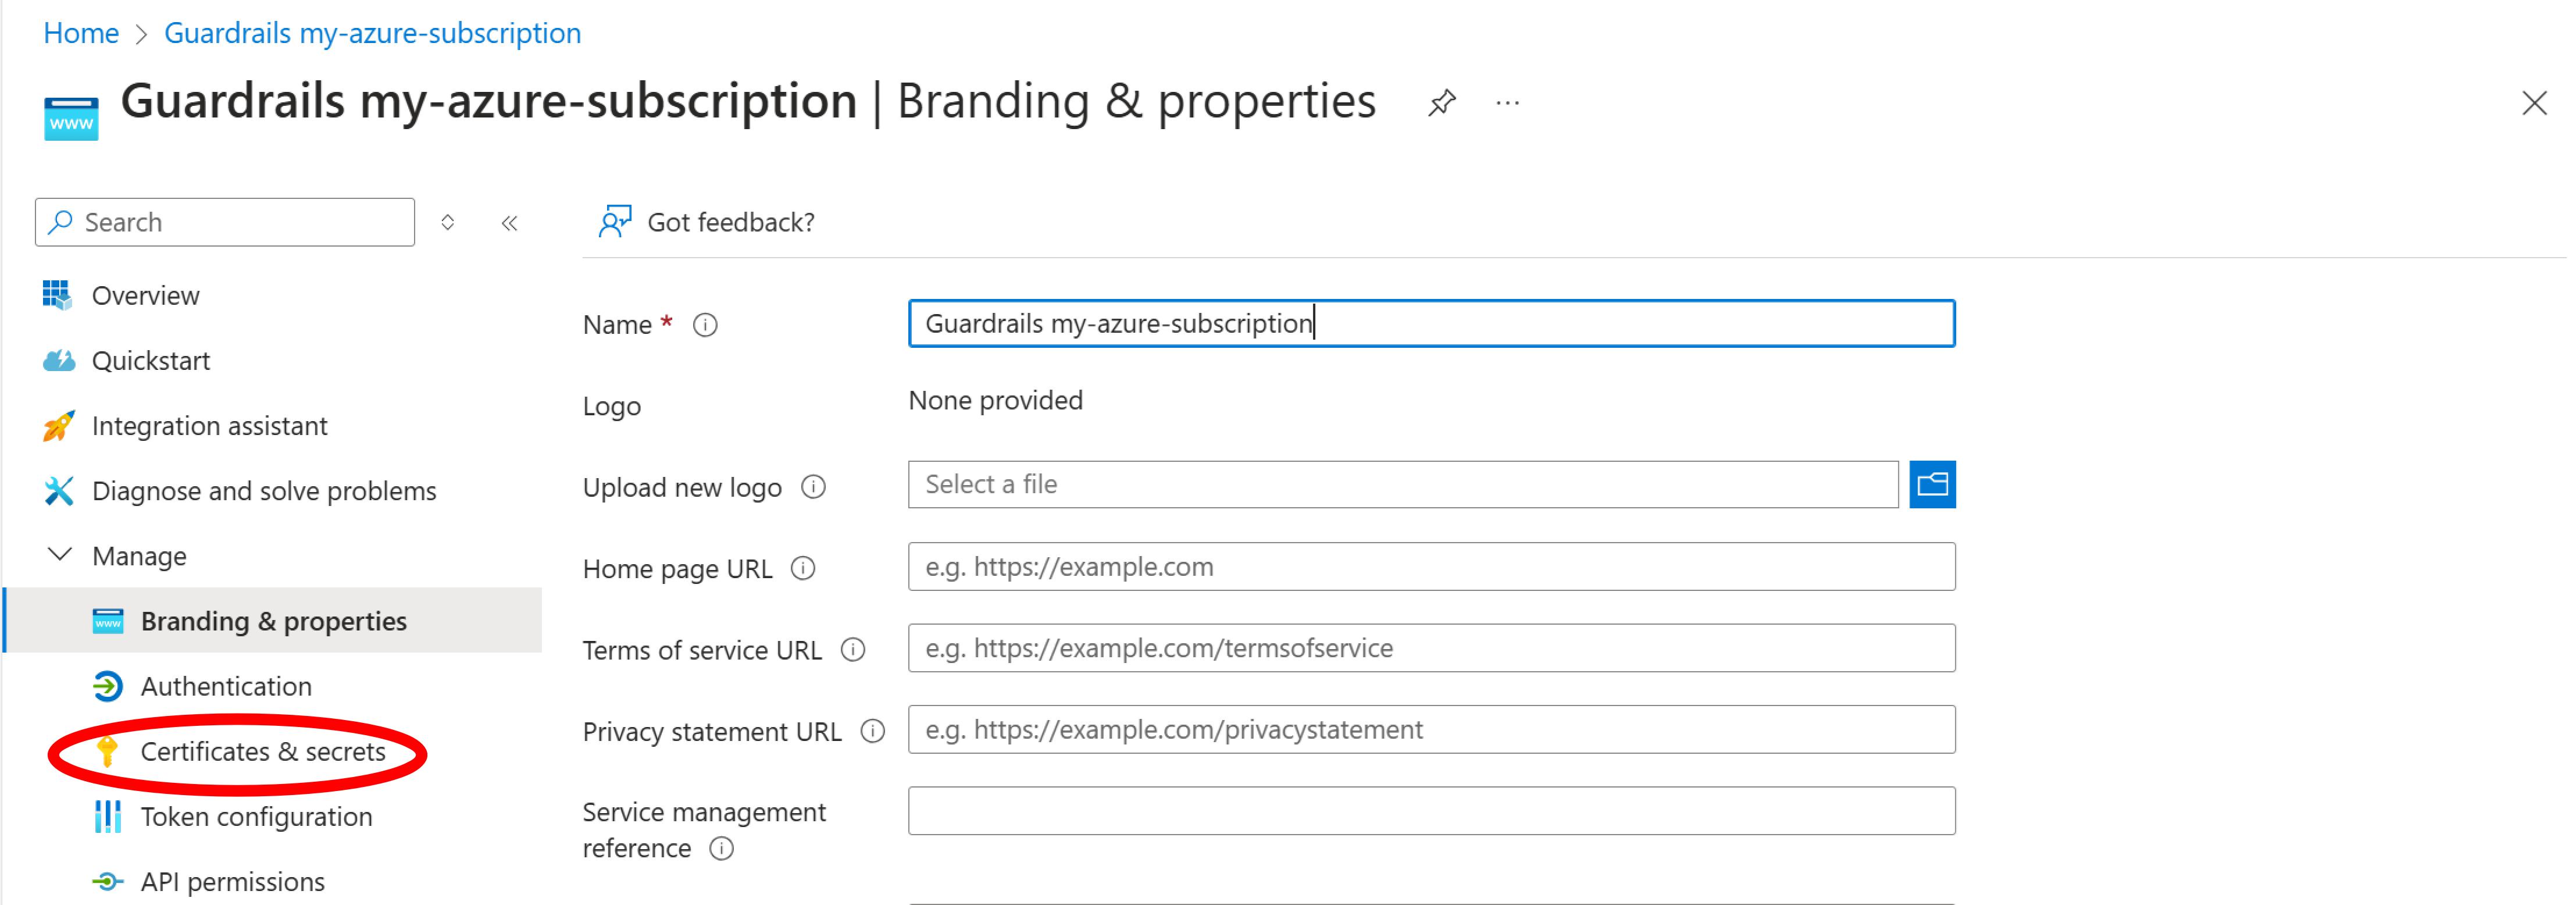 Home > Guardrails my-azure-subscription
Guardrails my-azure-subscription | Branding & properties
www
Search
Got feedback?
Overview
Quickstart
Integration assistant
Diagnose and solve problems
Manage
www
Branding & properties
Authentication
Certificates & secrets
Token configuration
API permissions
Name *
Guardrails my-azure-subscription
Logo
None provided
Upload new logo
Select a file
Home page URL
e.g. https://example.com
Terms of service URL
e.g. https://example.com/termsofservice
Privacy statement URL
e.g. https://example.com/privacystatement
Service management
reference